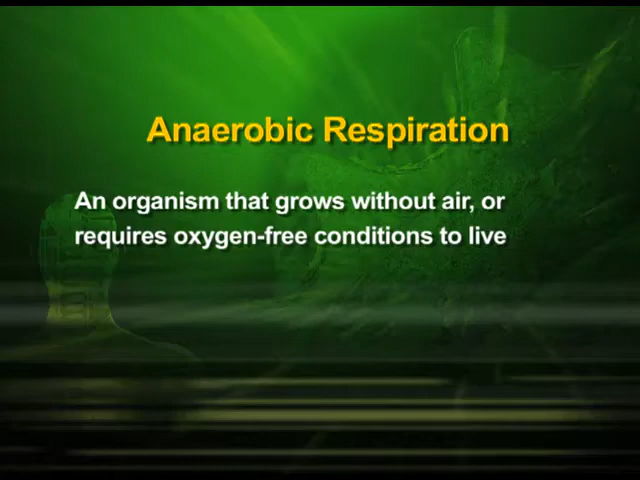 Anaerobic Respiration
An organism that grows without air, or
requires oxygen-free conditions to live